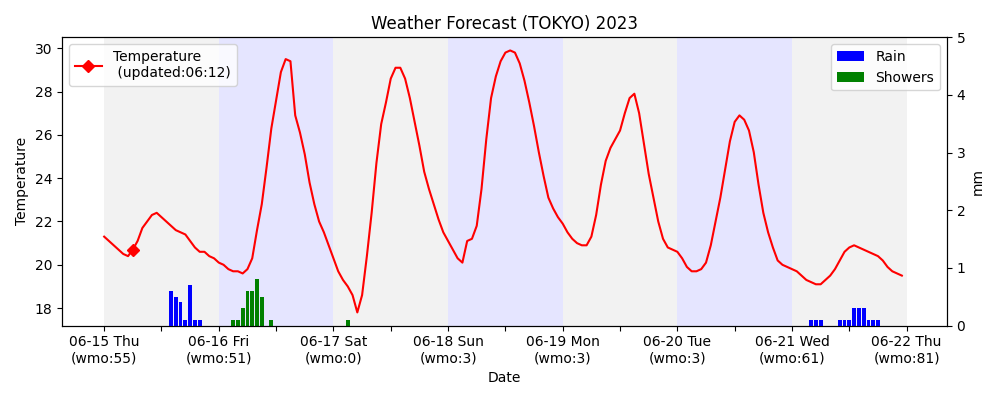 Weather Forecast (TOKYO) 2023
Temperature
(updated:06:12)
Rain
Showers
Temperature
30
28
26
24
22
20
18
5
4
3
2
1
0
mm
06-15 Thu
(wmo:55)
06-16 Fri
(wmo:51)
06-17 Sat
(wmo:0)
06-18 Sun
(wmo:3)
06-19 Mon
(wmo:3)
06-20 Tue
(wmo:3)
06-21 Wed
(wmo:61)
06-22 Thu
(wmo:81)
Date